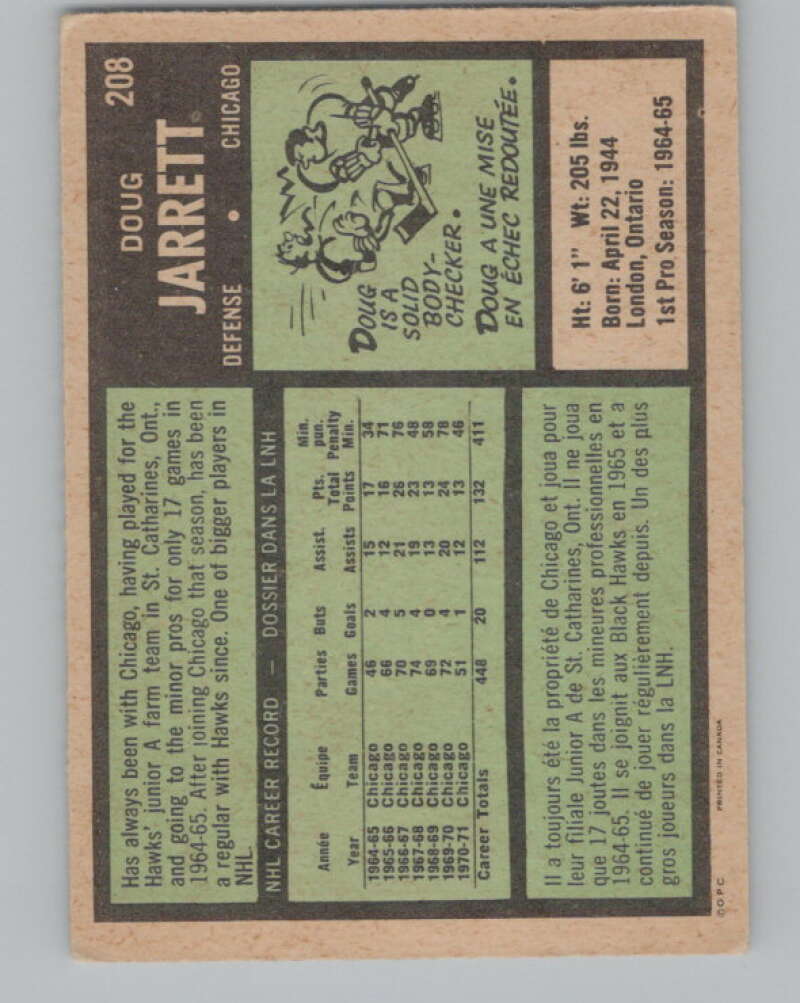 208
DOUG
JARRETT
DEFENSE • CHICAGO
DOUG
IS A
SOLID
BODY-
CHECKER.
DOUG A UNE MISE
EN ÉCHEC REDOUTÉE.
Ht: 6' 1" Wt: 205 lbs.
Born: April 22, 1944
London, Ontario
1st Pro Season: 1964-65
Has always been with Chicago, having played for the
Hawks' junior A farm team in St. Catharines, Ont.,
and going to the minor pros for only 17 games in
1964-65. After joining Chicago that season, has been
a regular with Hawks since. One of bigger players in
NHL.
NHL CAREER RECORD — DOSSIER DANS LA LNH
Min.
Pts. pun.
Année Équipe Parties Buts Assist. Total Penalty
Year Team Games Goals Assists Points Min.
1964-65 Chicago 46 2 15 17 34
1965-66 Chicago 66 4 12 16 71
1966-67 Chicago 70 5 21 26 76
1967-68 Chicago 74 4 19 23 48
1968-69 Chicago 69 0 13 13 58
1969-70 Chicago 72 4 20 24 78
1970-71 Chicago 51 1 12 13 46
Career Totals 448 20 112 132 411
Il a toujours été la propriété de Chicago et joua pour
leur filiale Junior A de St. Catharines, Ont. Il ne joua
que 17 joutes dans les mineures professionnelles en
1964-65. Il se joignit aux Black Hawks en 1965 et a
continué de jouer régulièrement depuis. Un des plus
gros joueurs dans la LNH.
© O P C PRINTED IN CANADA